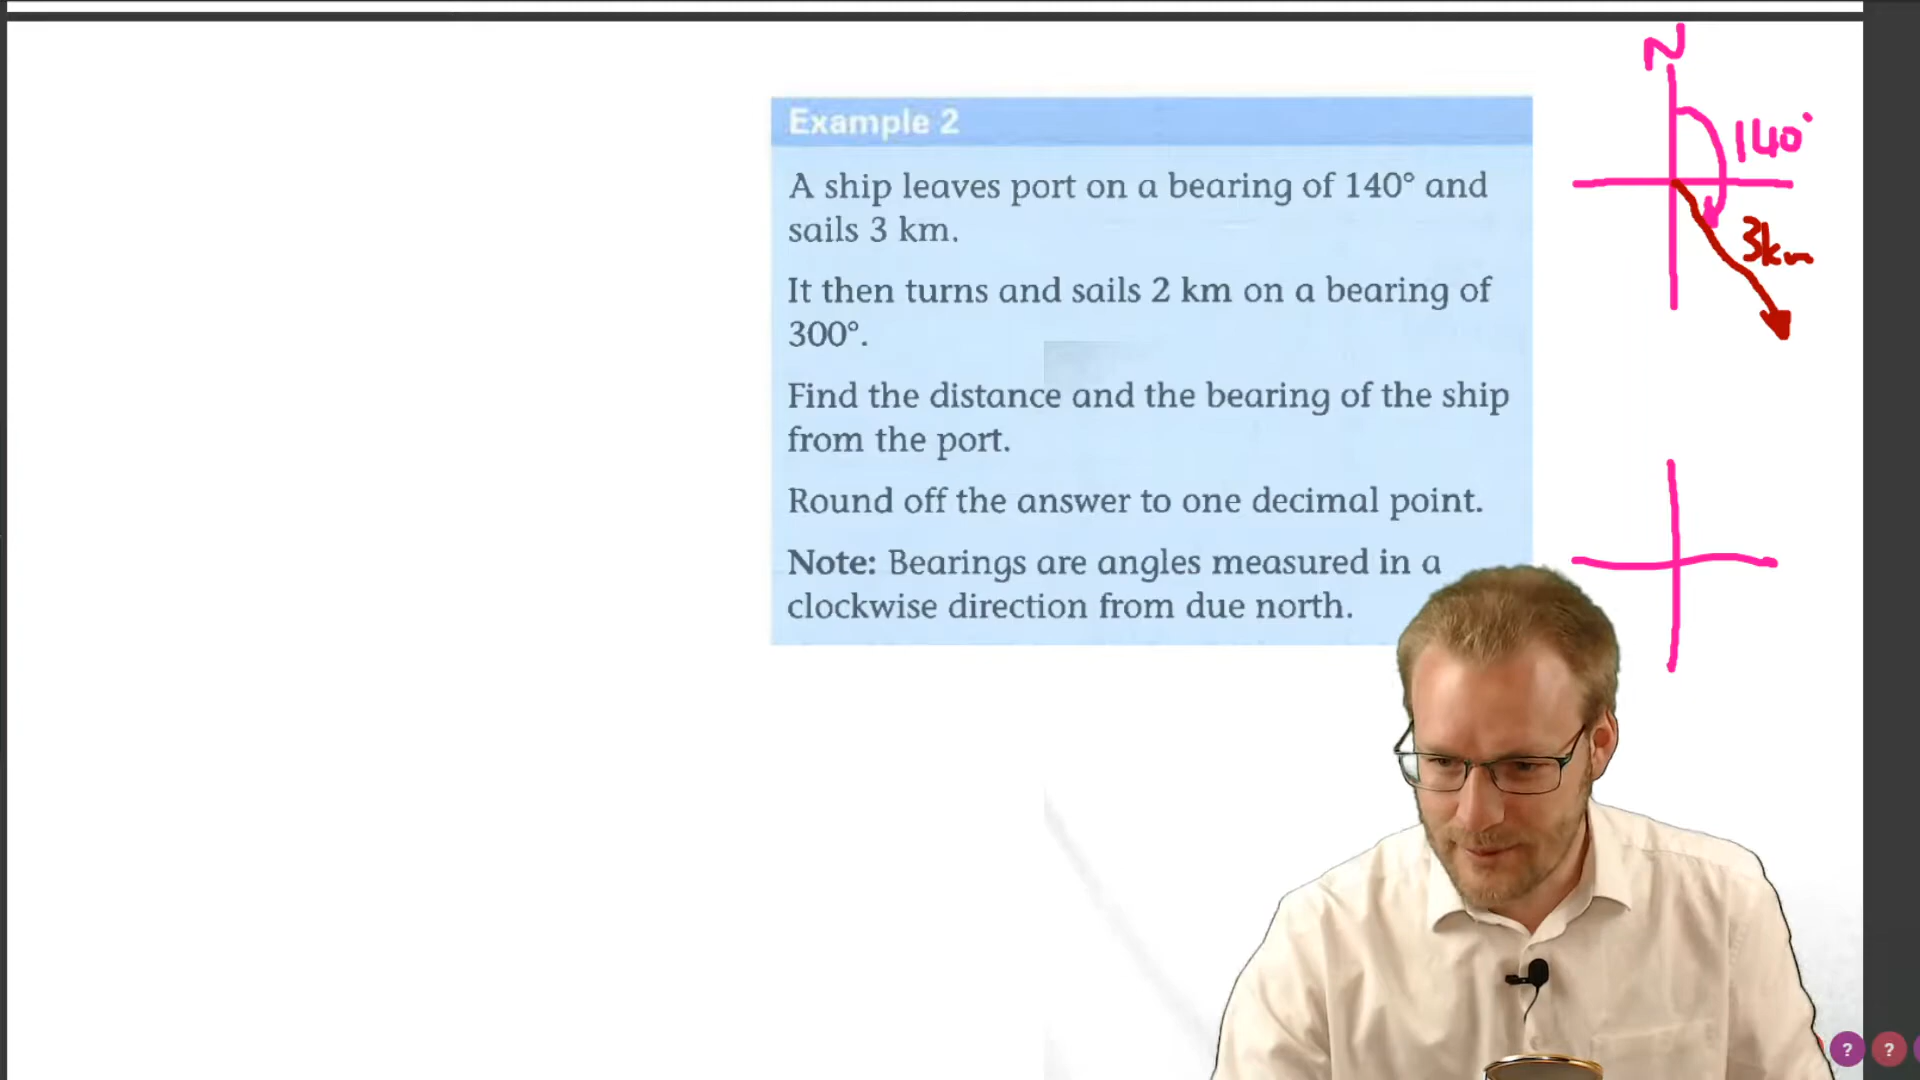 N
140°
3km
Example 2
A ship leaves port on a bearing of 140° and
sails 3 km.
It then turns and sails 2 km on a bearing of
300°.
Find the distance and the bearing of the ship
from the port.
Round off the answer to one decimal point.
Note: Bearings are angles measured in a
clockwise direction from due north.
? ?